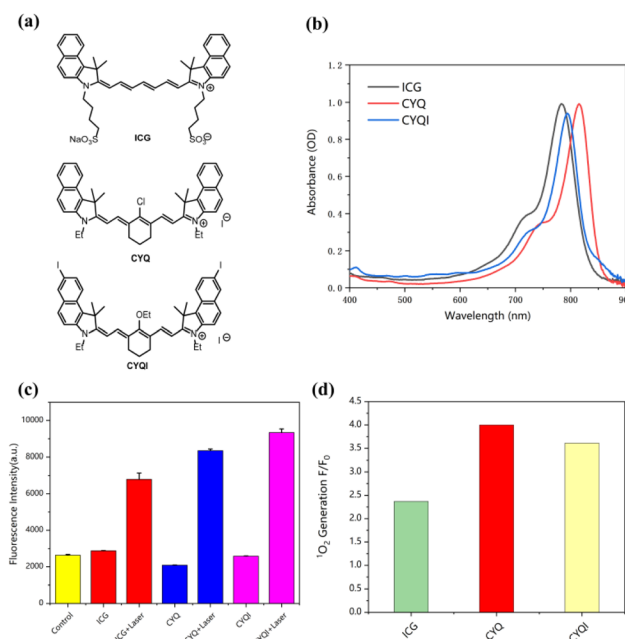 (a)
N
N
⊕
NaO3S
SO3⊖
ICG
Cl
N
Et
N
⊕
Et
I⊖
CYQ
I
I
OEt
N
Et
N
⊕
Et
I⊖
CYQI
(b)
Absorbance (OD)
1.2
1.0
0.8
0.6
0.4
0.2
0.0
ICG
CYQ
CYQI
400
500
600
700
800
Wavelength (nm)
(c)
Fluorescence Intensity(a.u.)
10000
8000
6000
4000
2000
0
Control
ICG
ICG+Laser
CYQ
CYQI
(d)
1O2 Generation F/F0
4.5
4.0
3.5
3.0
2.5
2.0
1.5
1.0
0.5
0.0
ICG
CYQ
CYQI